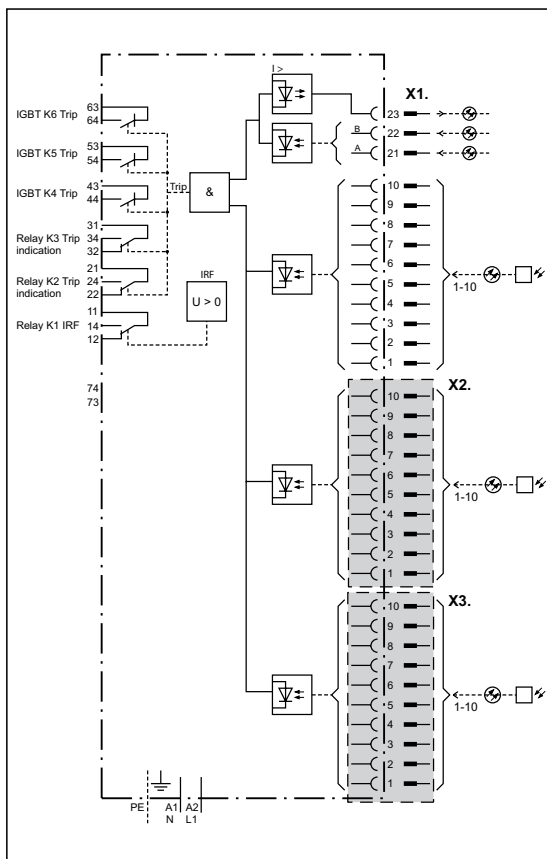 I >
X1.
63
IGBT K6 Trip
64
23
B 22
A 21
53
IGBT K5 Trip
54
43
IGBT K4 Trip
44
Trip
&
31
Relay K3 Trip
indication
34
32
21
Relay K2 Trip
indication
24
22
IRF
U > 0
11
Relay K1 IRF
14
12
74
73
10
9
8
7
6
5
4
3
2
1
1-10
X2.
10
9
8
7
6
5
4
3
2
1
1-10
X3.
10
9
8
7
6
5
4
3
2
1
1-10
PE A1 A2
N L1